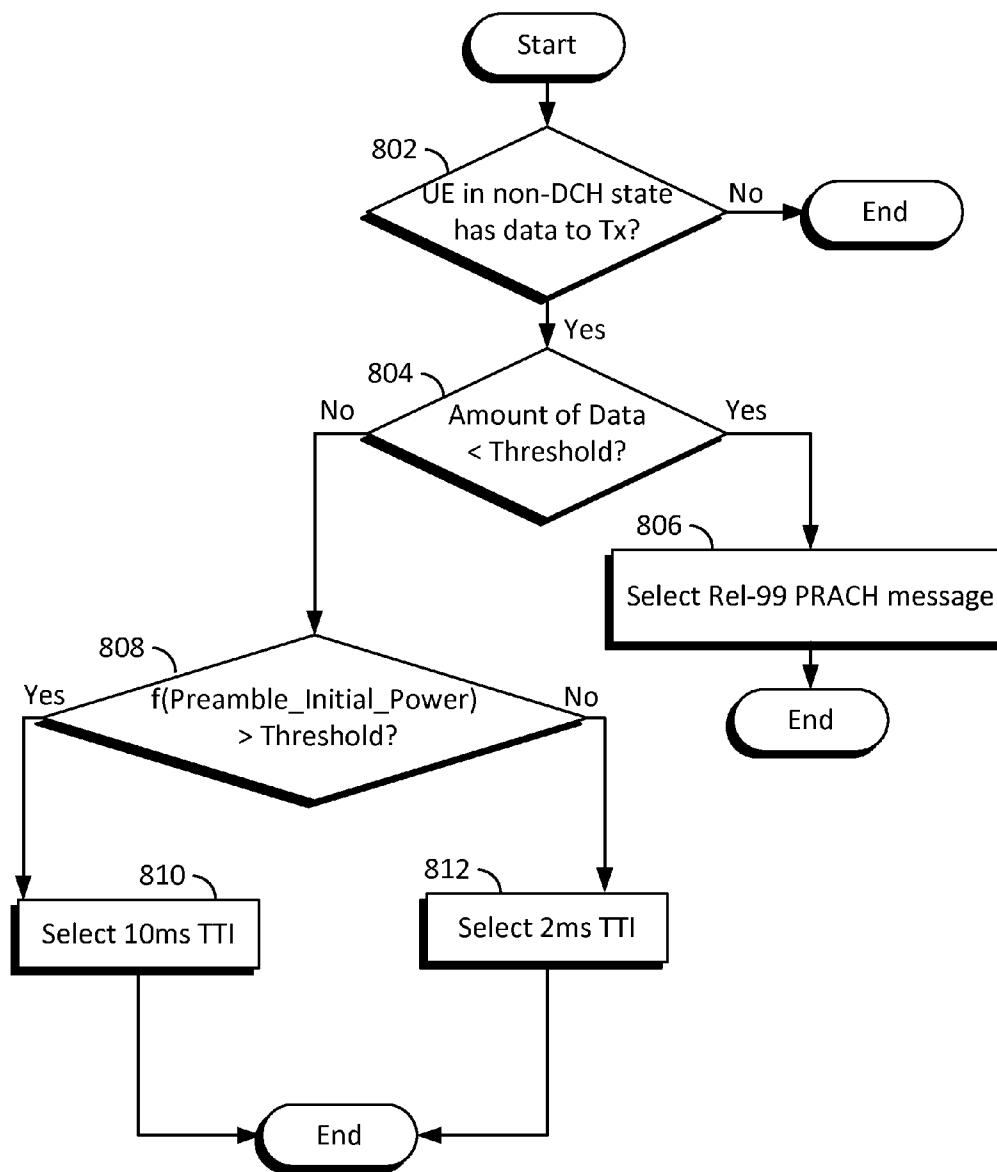 Start
802
UE in non-DCH state
has data to Tx?
No
End
Yes
804
No
Amount of Data
< Threshold?
Yes
806
Select Rel-99 PRACH message
End
808
Yes
f(Preamble_Initial_Power)
> Threshold?
No
810
Select 10ms TTI
812
Select 2ms TTI
End